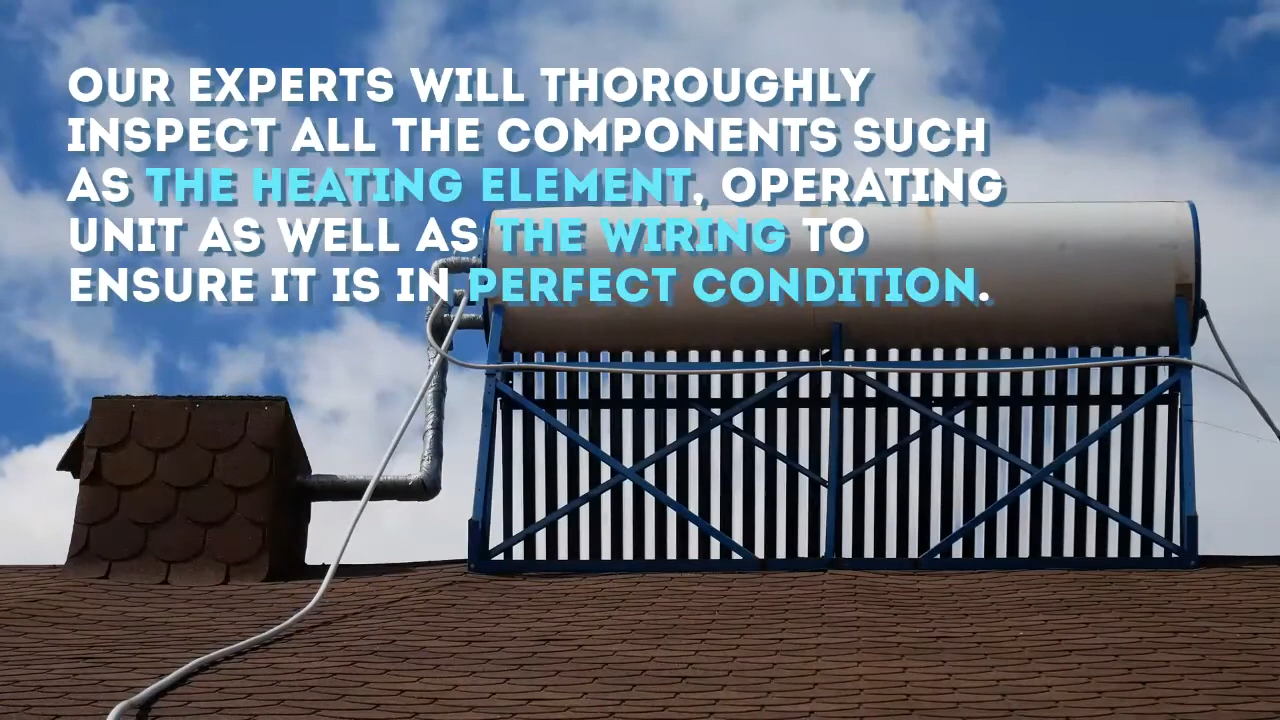 OUR EXPERTS WILL THOROUGHLY
INSPECT ALL THE COMPONENTS SUCH
AS THE HEATING ELEMENT, OPERATING
UNIT AS WELL AS THE WIRING TO
ENSURE IT IS IN PERFECT CONDITION.